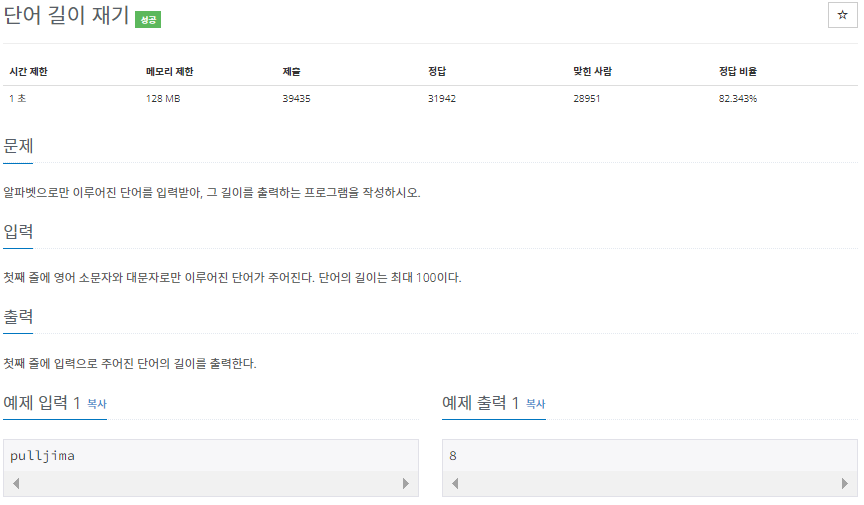 단어 길이 재기 성공
☆
시간 제한 메모리 제한 제출 정답 맞힌 사람 정답 비율
1 초 128 MB 39435 31942 28951 82.343%
문제
알파벳으로만 이루어진 단어를 입력받아, 그 길이를 출력하는 프로그램을 작성하시오.
입력
첫째 줄에 영어 소문자와 대문자로만 이루어진 단어가 주어진다. 단어의 길이는 최대 100이다.
출력
첫째 줄에 입력으로 주어진 단어의 길이를 출력한다.
예제 입력 1 복사
pulljima
예제 출력 1 복사
8